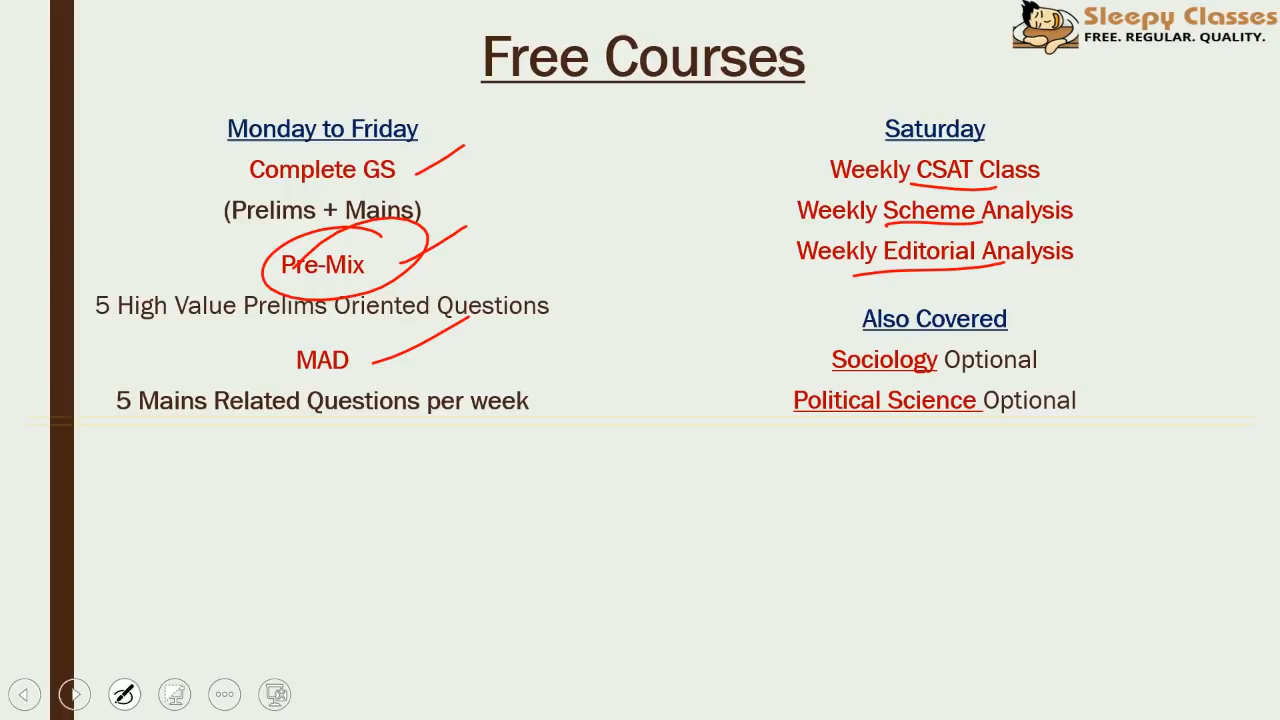 Sleepy Classes
FREE. REGULAR. QUALITY.
Free Courses
Monday to Friday
Complete GS
(Prelims + Mains)
Pre-Mix
5 High Value Prelims Oriented Questions
MAD
5 Mains Related Questions per week
Saturday
Weekly CSAT Class
Weekly Scheme Analysis
Weekly Editorial Analysis
Also Covered
Sociology Optional
Political Science Optional